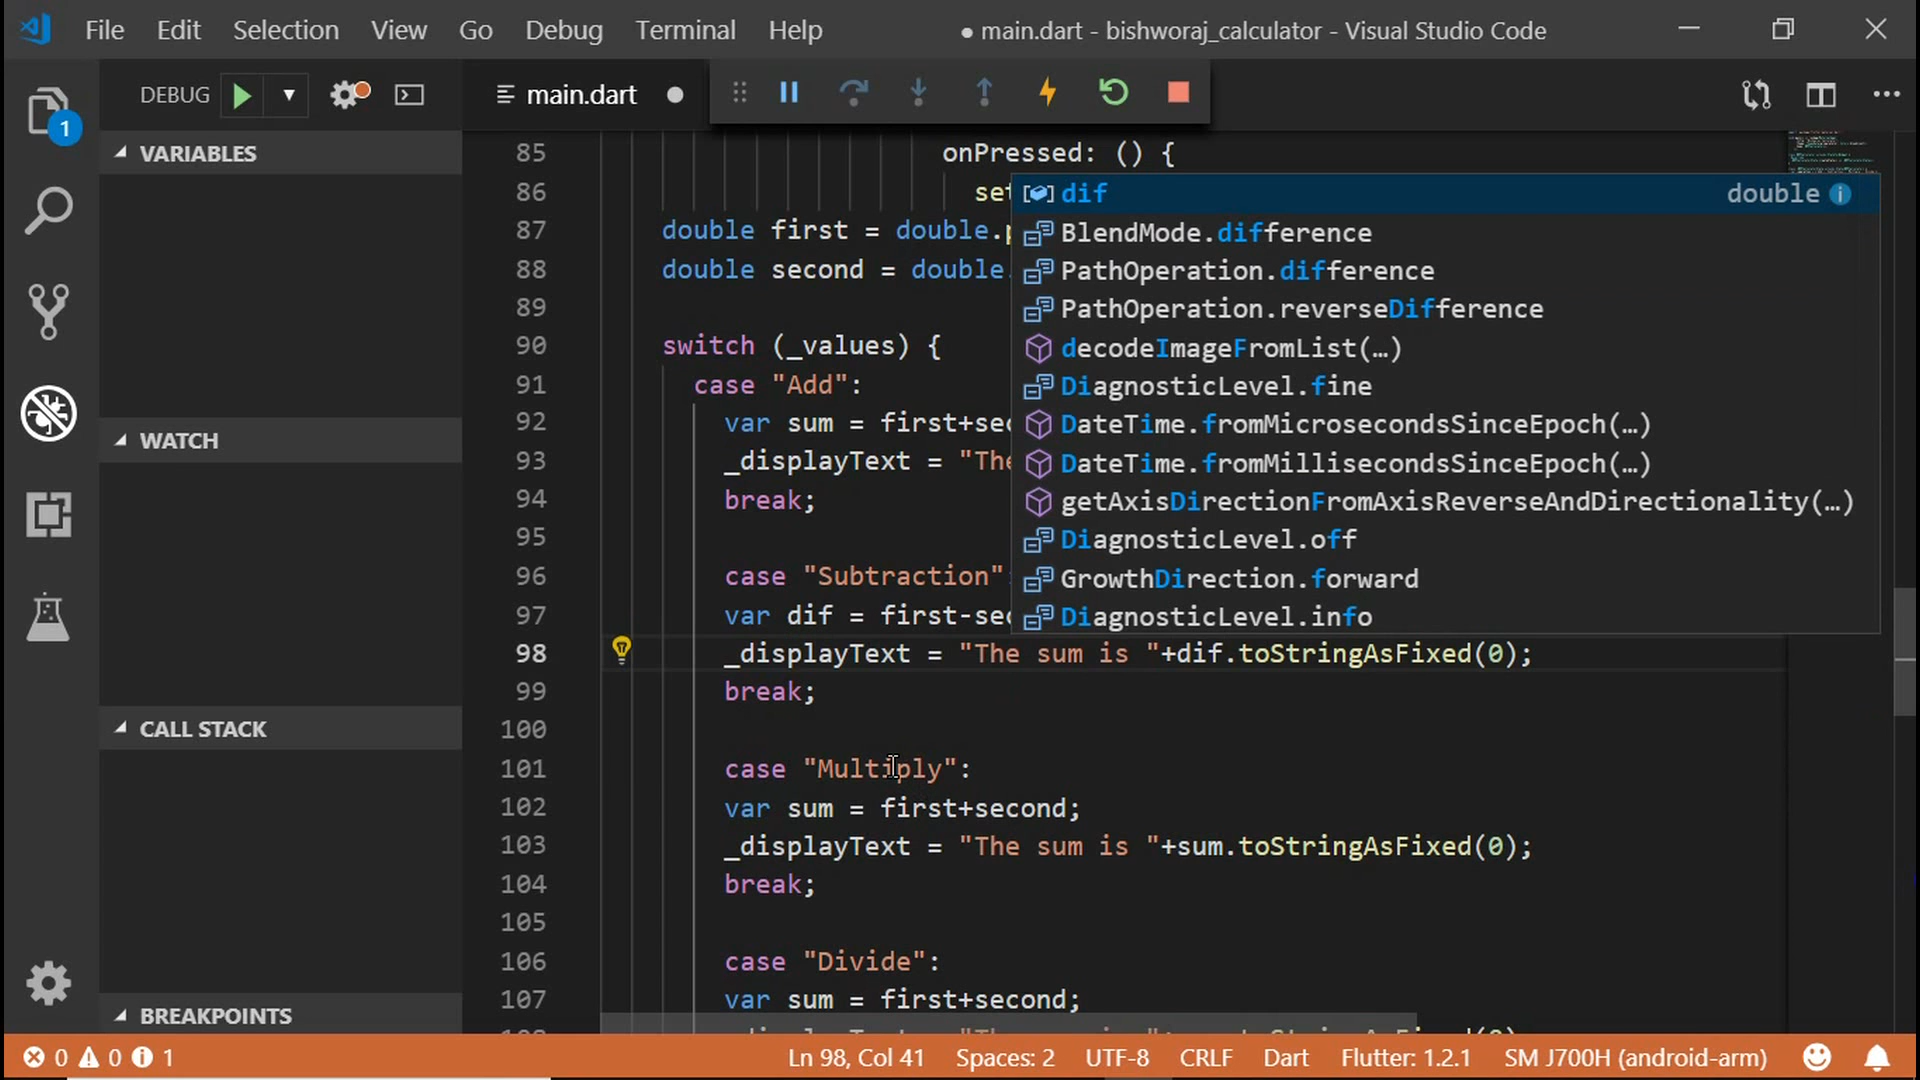 File Edit Selection View Go Debug Terminal Help ● main.dart - bishworaj_calculator - Visual Studio Code
DEBUG
main.dart
1
VARIABLES
WATCH
CALL STACK
BREAKPOINTS
85 onPressed: () {
86 set
87 double first = double.p
88 double second = double.
89
90 switch (_values) {
91 case "Add":
92 var sum = first+sec
93 _displayText = "The
94 break;
95
96 case "Subtraction":
97 var dif = first-sec
98 _displayText = "The sum is "+dif.toStringAsFixed(0);
99 break;
100
101 case "Multiply":
102 var sum = first+second;
103 _displayText = "The sum is "+sum.toStringAsFixed(0);
104 break;
105
106 case "Divide":
107 var sum = first+second;
dif double
BlendMode.difference
PathOperation.difference
PathOperation.reverseDifference
decodeImageFromList(…)
DiagnosticLevel.fine
DateTime.fromMicrosecondsSinceEpoch(…)
DateTime.fromMillisecondsSinceEpoch(…)
getAxisDirectionFromAxisReverseAndDirectionality(…)
DiagnosticLevel.off
GrowthDirection.forward
DiagnosticLevel.info
0 0 1 Ln 98, Col 41 Spaces: 2 UTF-8 CRLF Dart Flutter: 1.2.1 SM J700H (android-arm)